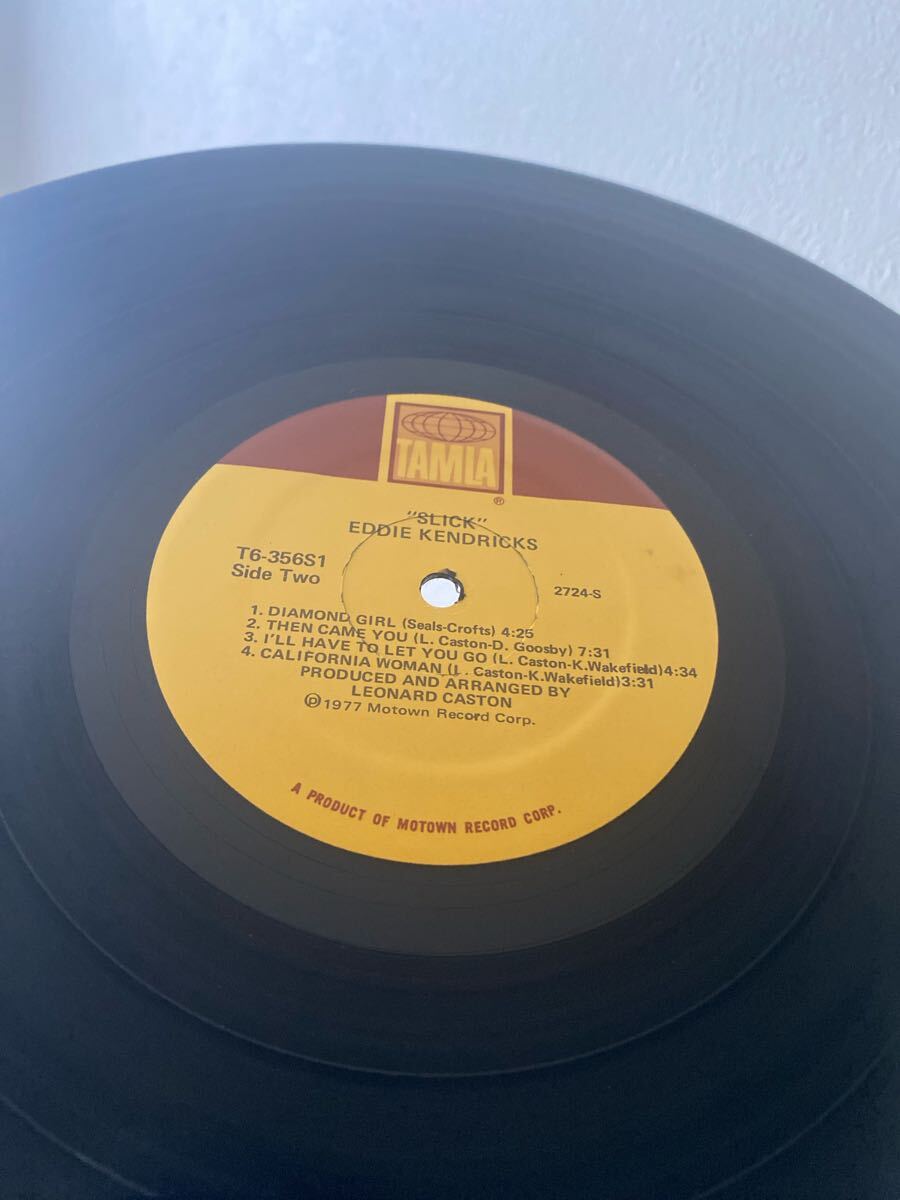 TAMLA
®
"SLICK"
EDDIE KENDRICKS
T6-356S1
Side Two
2724-S
1. DIAMOND GIRL (Seals-Crofts) 4:25
2. THEN CAME YOU (L. Caston-D. Goosby) 7:31
3. I'LL HAVE TO LET YOU GO (L. Caston-K.Wakefield)4:34
4. CALIFORNIA WOMAN (L. Caston-K.Wakefield)3:31
PRODUCED AND ARRANGED BY
LEONARD CASTON
℗1977 Motown Record Corp.
A PRODUCT OF MOTOWN RECORD CORP.